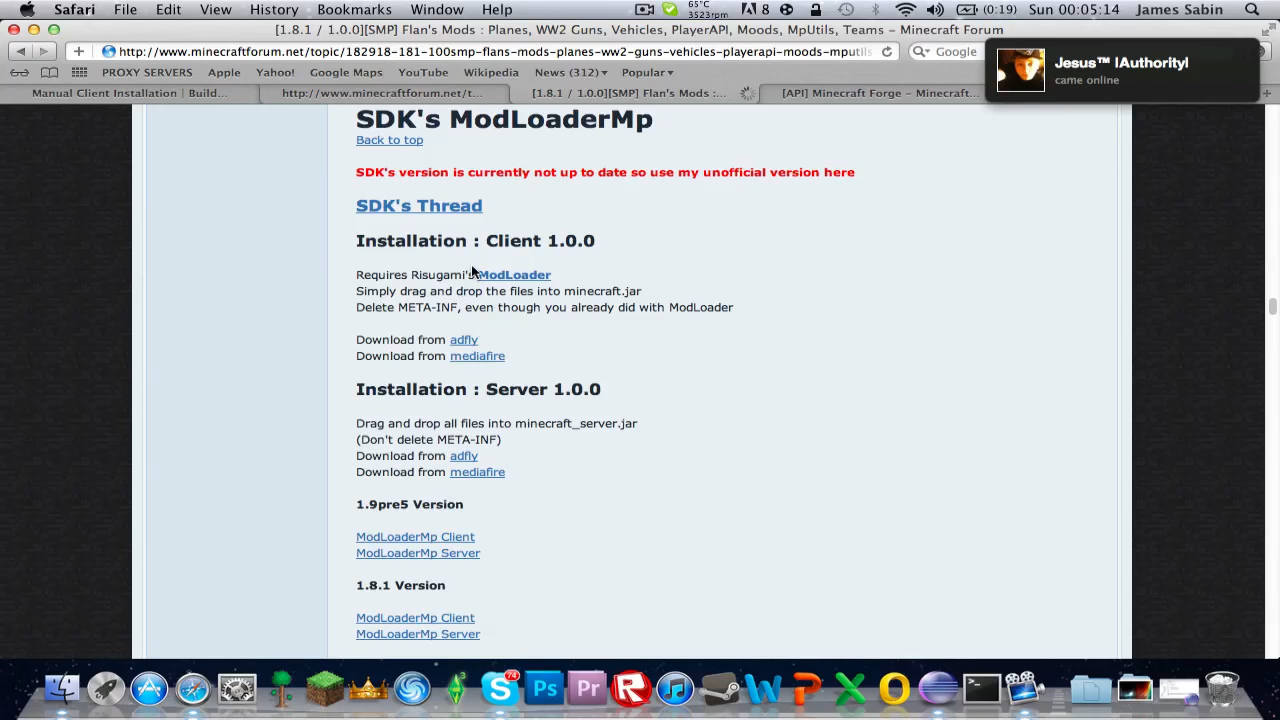 Safari File Edit View History Bookmarks Window Help 65°C 3523rpm 8 (0:19) Sun 00:05:14 James Sabin
[1.8.1 / 1.0.0][SMP] Flan's Mods : Planes, WW2 Guns, Vehicles, PlayerAPI, Moods, MpUtils, Teams – Minecraft Forum
http://www.minecraftforum.net/topic/182918-181-100smp-flans-mods-planes-ww2-guns-vehicles-playerapi-moods-mputils Google
PROXY SERVERS Apple Yahoo! Google Maps YouTube Wikipedia News (312) Popular
Jesus™ |Authority|
came online
Manual Client Installation | Build... http://www.minecraftforum.net/t... [1.8.1 / 1.0.0][SMP] Flan's Mods :... [API] Minecraft Forge – Minecraft...
SDK's ModLoaderMp
Back to top
SDK's version is currently not up to date so use my unofficial version here
SDK's Thread
Installation : Client 1.0.0
Requires Risugami's ModLoader
Simply drag and drop the files into minecraft.jar
Delete META-INF, even though you already did with ModLoader
Download from adfly
Download from mediafire
Installation : Server 1.0.0
Drag and drop all files into minecraft_server.jar
(Don't delete META-INF)
Download from adfly
Download from mediafire
1.9pre5 Version
ModLoaderMp Client
ModLoaderMp Server
1.8.1 Version
ModLoaderMp Client
ModLoaderMp Server
74
Ps Pr